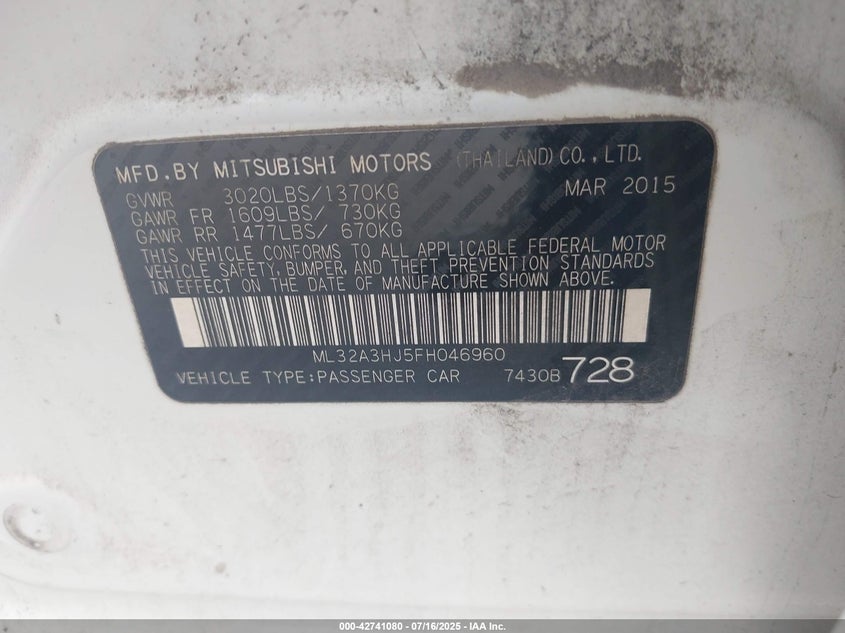 MFD.BY MITSUBISHI MOTORS (THAILAND)CO.,LTD.
GVWR 3020LBS/1370KG MAR 2015
GAWR FR 1609LBS/ 730KG
GAWR RR 1477LBS/ 670KG
THIS VEHICLE CONFORMS TO ALL APPLICABLE FEDERAL MOTOR
VEHICLE SAFETY, BUMPER, AND THEFT PREVENTION STANDARDS
IN EFFECT ON THE DATE OF MANUFACTURE SHOWN ABOVE.
ML32A3HJ5FH046960
VEHICLE TYPE:PASSENGER CAR 7430B 728
000-42741080 - 07/16/2025 - IAA Inc.